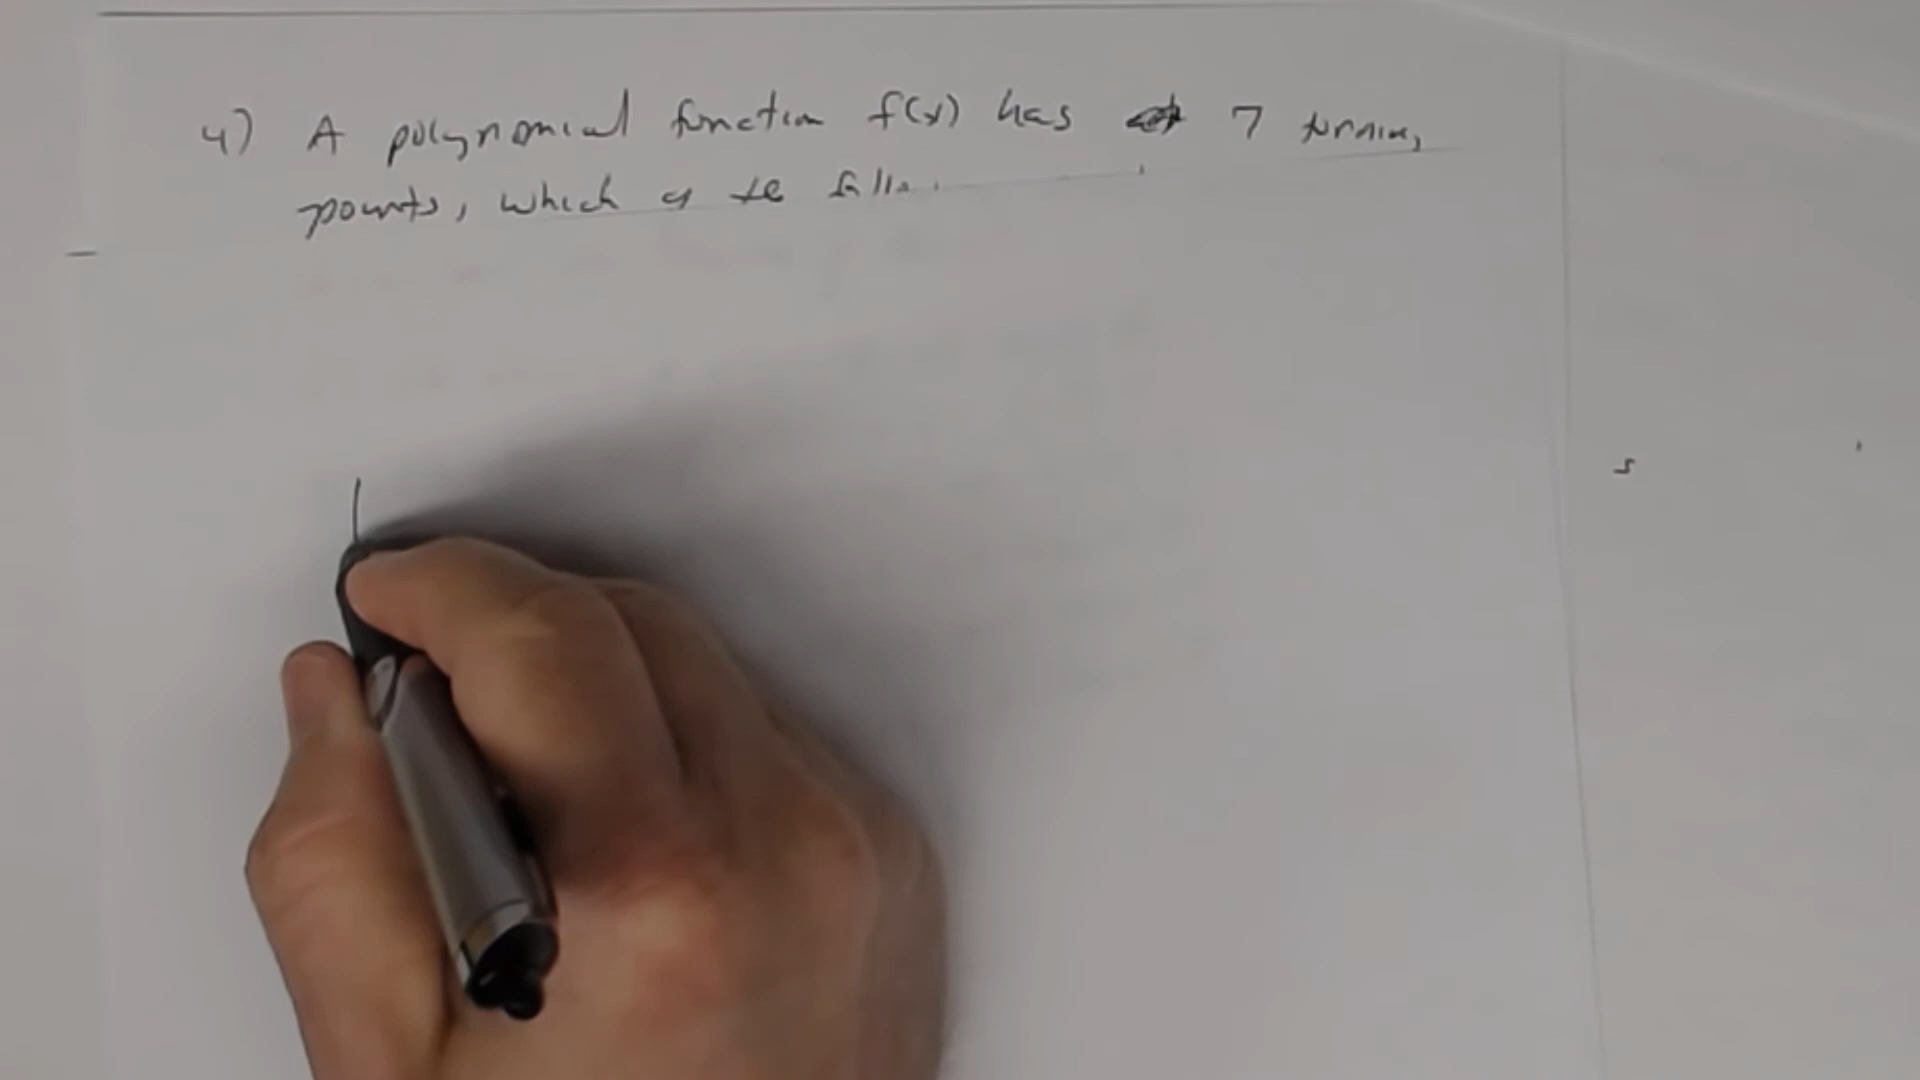 4) A polynomial function f(x) has 7 turning
points, which of the
s